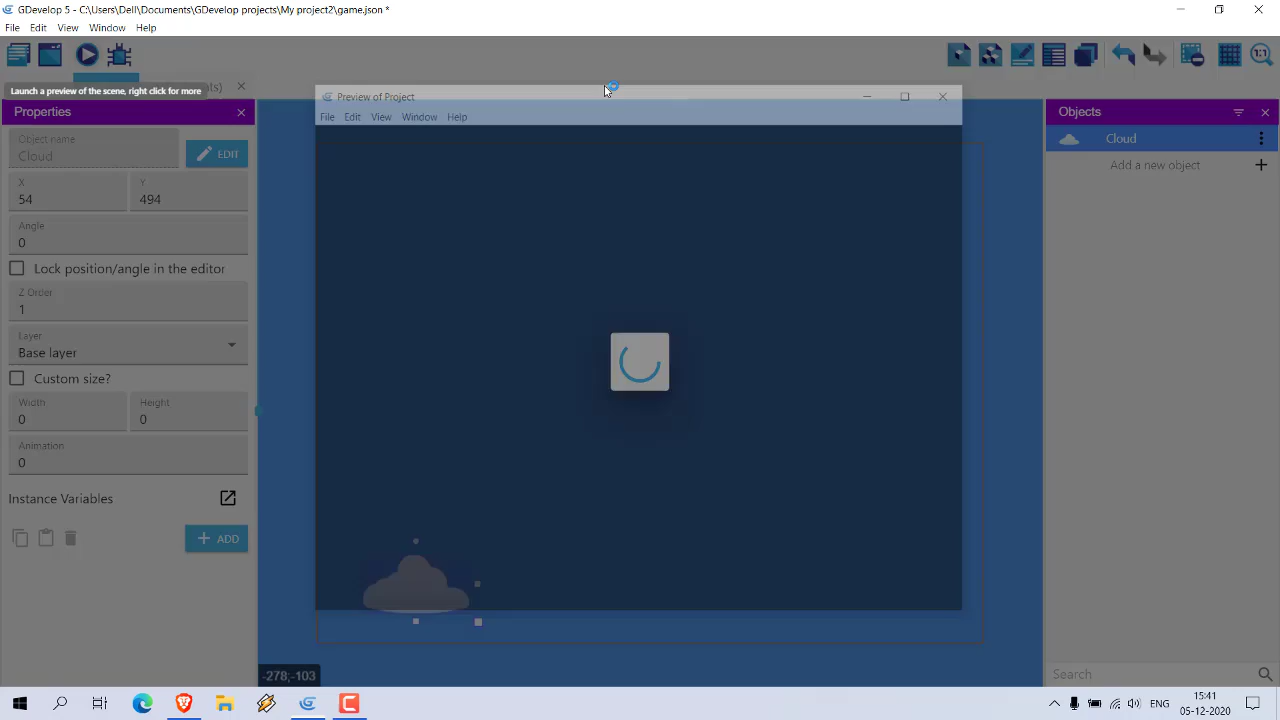 GDevelop 5 - C:\Users\Dell\Documents\GDevelop projects\My project2\game.json *
File Edit View Window Help
Launch a preview of the scene, right click for more
Properties
Object name
Cloud
EDIT
X
54
Y
494
Angle
0
Lock position/angle in the editor
Z Order
1
Layer
Base layer
Custom size?
Width
0
Height
0
Animation
0
Instance Variables
ADD
Preview of Project
File Edit View Window Help
-278;-103
Objects
Cloud
Add a new object
Search
1:1
ENG
15:41
05-12-2020